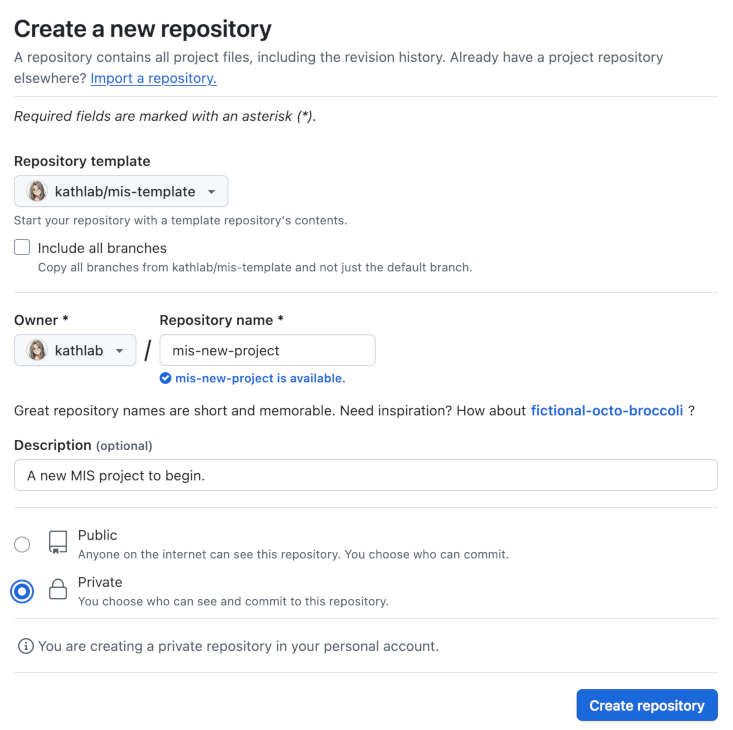 Create a new repository
A repository contains all project files, including the revision history. Already have a project repository
elsewhere? Import a repository.
Required fields are marked with an asterisk (*).
Repository template
kathlab/mis-template
Start your repository with a template repository's contents.
Include all branches
Copy all branches from kathlab/mis-template and not just the default branch.
Owner * Repository name *
kathlab / mis-new-project
mis-new-project is available.
Great repository names are short and memorable. Need inspiration? How about fictional-octo-broccoli ?
Description (optional)
A new MIS project to begin.
Public
Anyone on the internet can see this repository. You choose who can commit.
Private
You choose who can see and commit to this repository.
You are creating a private repository in your personal account.
Create repository